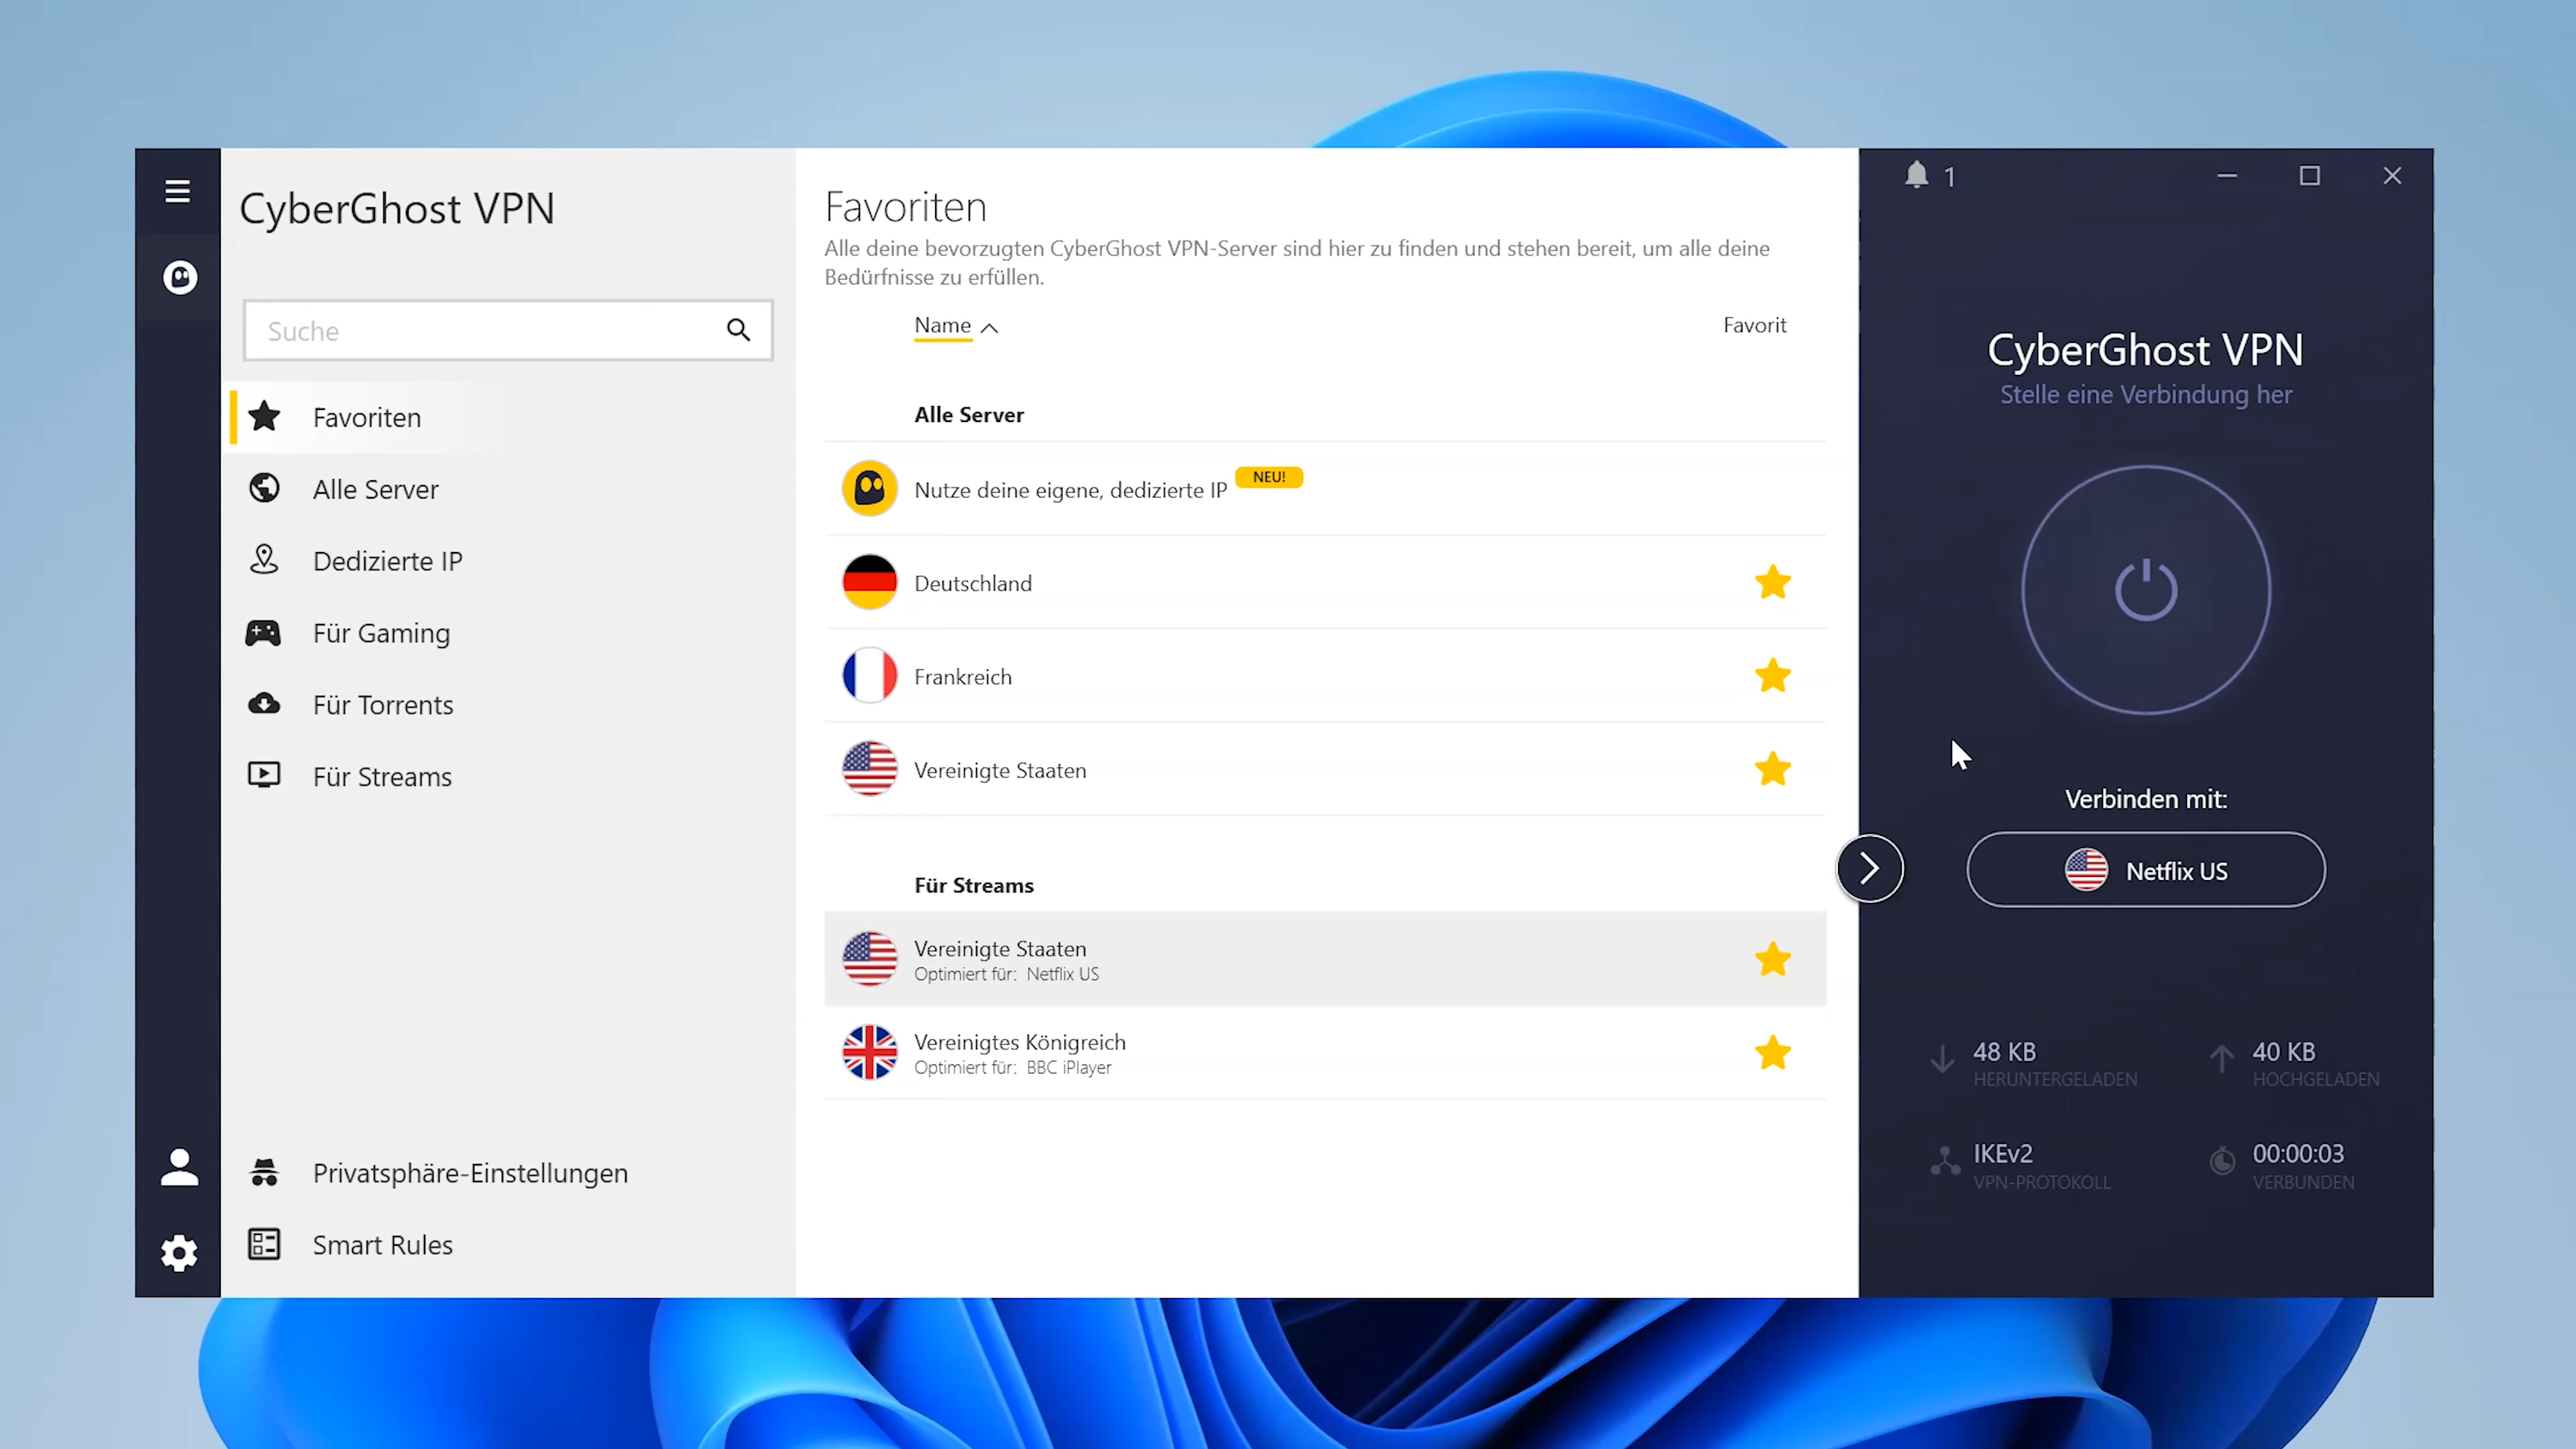 CyberGhost VPN
Suche
Favoriten
Alle Server
Dedizierte IP
Für Gaming
Für Torrents
Für Streams
Privatsphäre-Einstellungen
Smart Rules
Favoriten
Alle deine bevorzugten CyberGhost VPN-Server sind hier zu finden und stehen bereit, um alle deine
Bedürfnisse zu erfüllen.
Name Favorit
Alle Server
Nutze deine eigene, dedizierte IP NEU!
Deutschland
Frankreich
Vereinigte Staaten
Für Streams
Vereinigte Staaten
Optimiert für: Netflix US
Vereinigtes Königreich
Optimiert für: BBC iPlayer
1
CyberGhost VPN
Stelle eine Verbindung her
Verbinden mit:
Netflix US
48 KB 40 KB
HERUNTERGELADEN HOCHGELADEN
IKEv2 00:00:03
VPN-PROTOKOLL VERBUNDEN